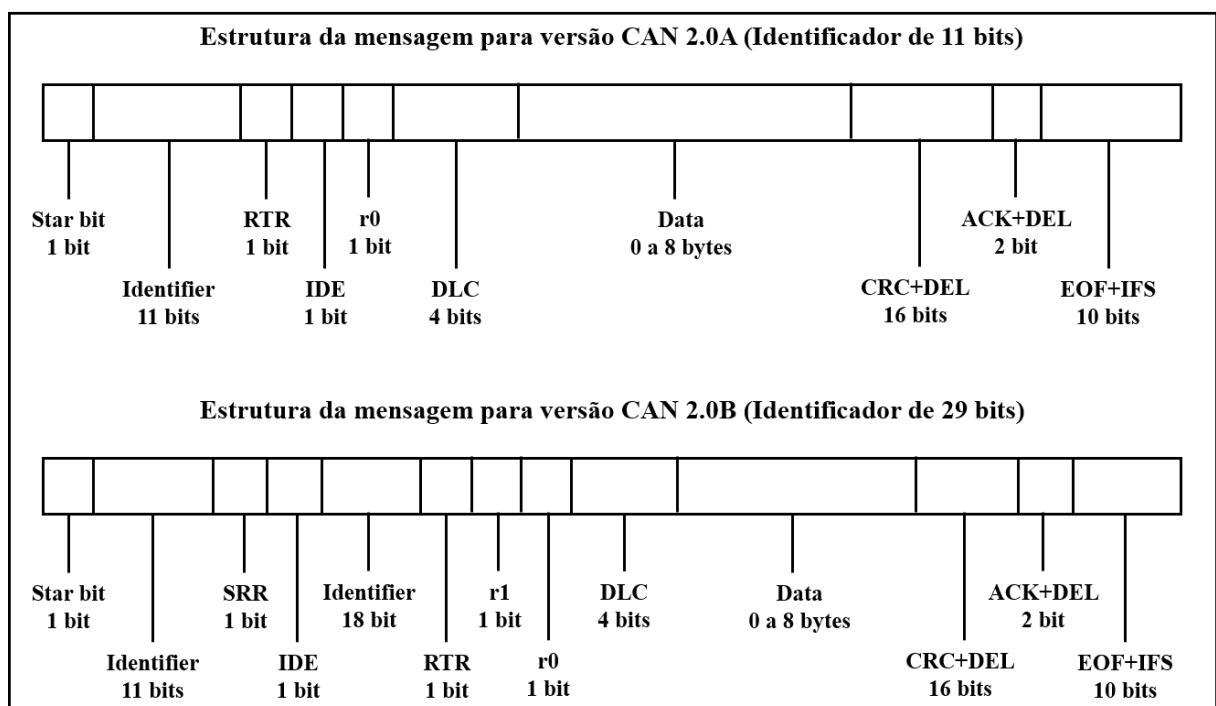 Estrutura da mensagem para versão CAN 2.0A (Identificador de 11 bits)
Star bit
1 bit
Identifier
11 bits
RTR
1 bit
IDE
1 bit
r0
1 bit
DLC
4 bits
Data
0 a 8 bytes
CRC+DEL
16 bits
ACK+DEL
2 bit
EOF+IFS
10 bits
Estrutura da mensagem para versão CAN 2.0B (Identificador de 29 bits)
Star bit
1 bit
Identifier
11 bits
SRR
1 bit
IDE
1 bit
Identifier
18 bit
RTR
1 bit
r1
1 bit
r0
1 bit
DLC
4 bits
Data
0 a 8 bytes
CRC+DEL
16 bits
ACK+DEL
2 bit
EOF+IFS
10 bits